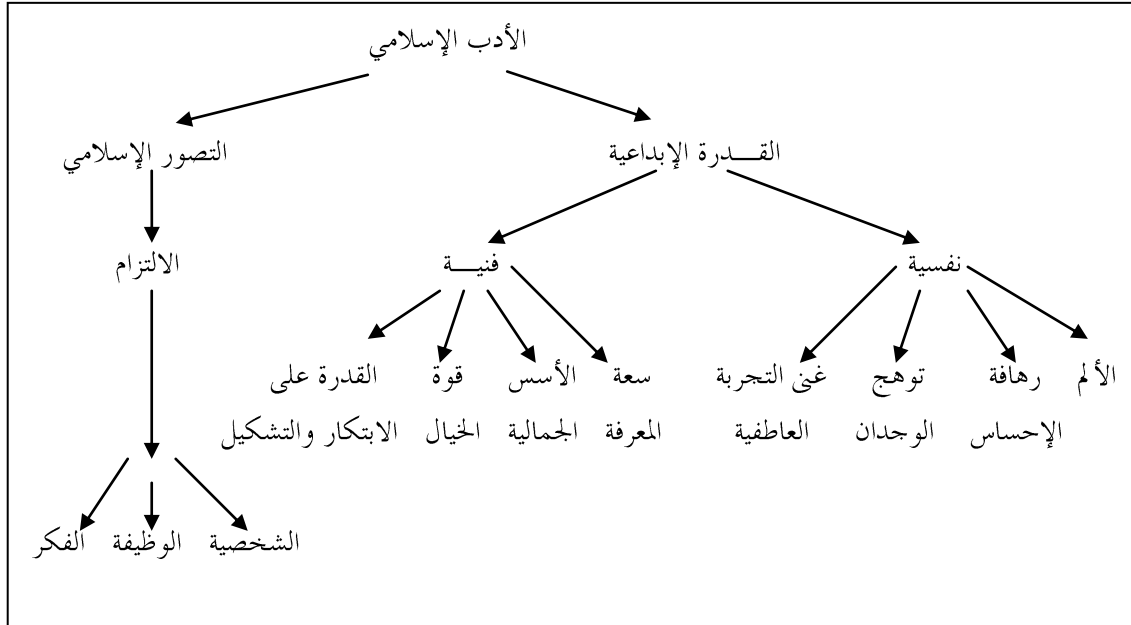 الأدب الإسلامي
القـــدرة الإبداعية
التصور الإسلامي
نفسية
فنيـــة
الالتزام
الألم
رهافة
توهج
غنى التجربة
سعة
الأسس
قوة
القدرة على
الإحساس
الوجدان
العاطفية
المعرفة
الجمالية
الخيال
الابتكار والتشكيل
الشخصية
الوظيفة
الفكر